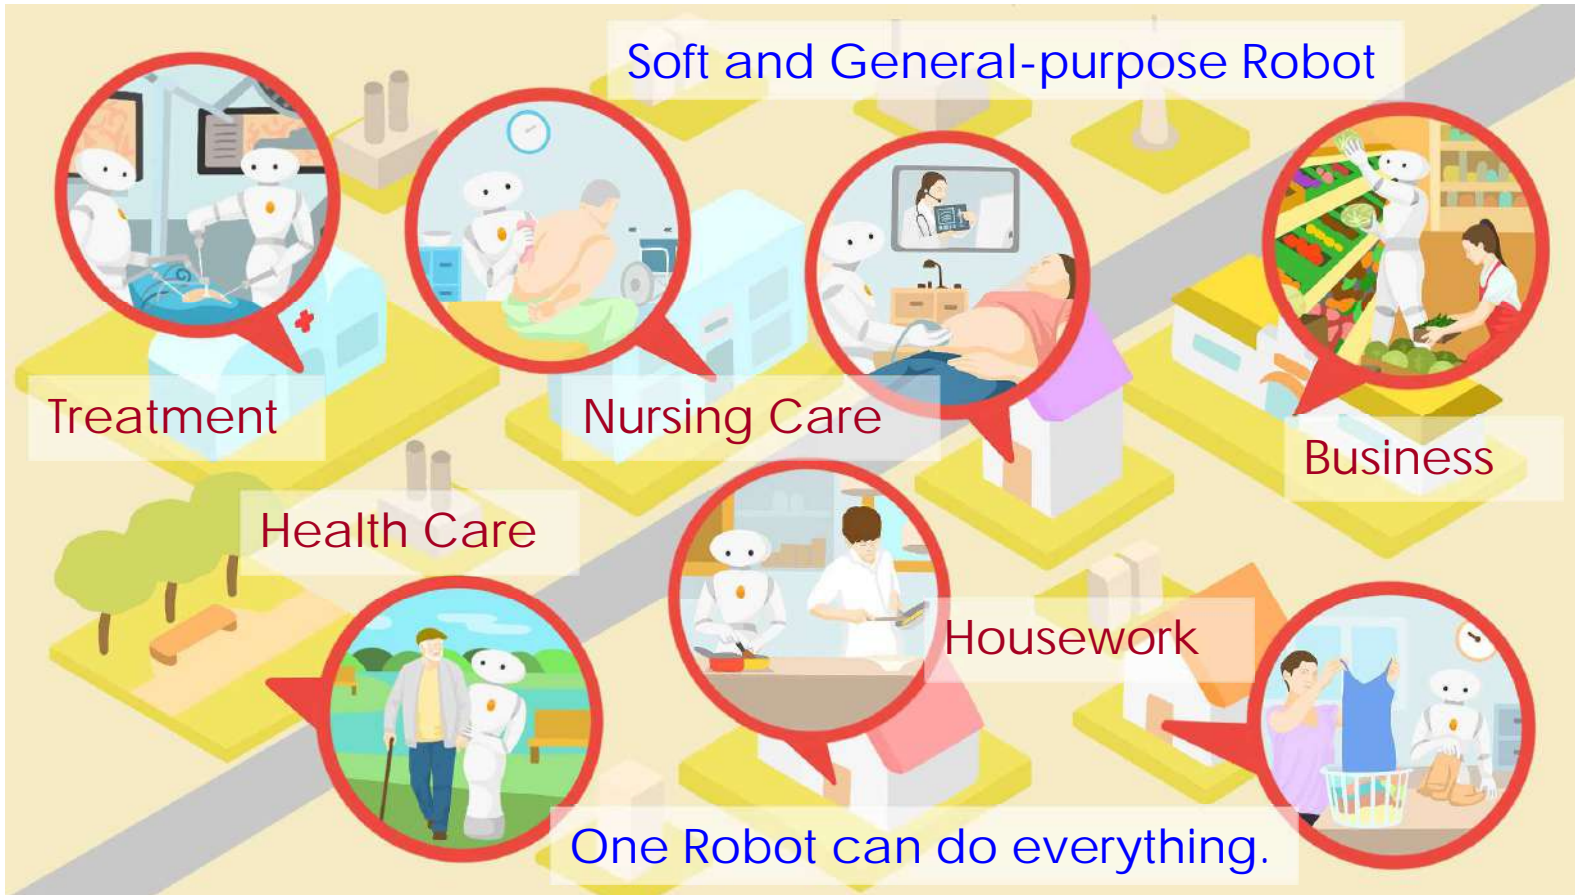 Soft and General-purpose Robot
Treatment
Nursing Care
Business
Health Care
Housework
One Robot can do everything.